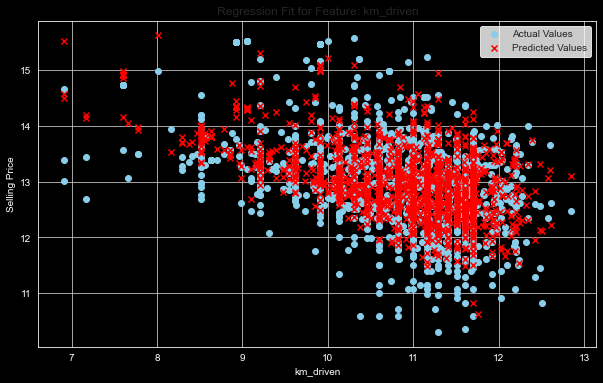 Regression Fit for Feature: km_driven
Actual Values
Predicted Values
Selling Price
15
14
13
12
11
7 8 9 10 11 12 13
km_driven